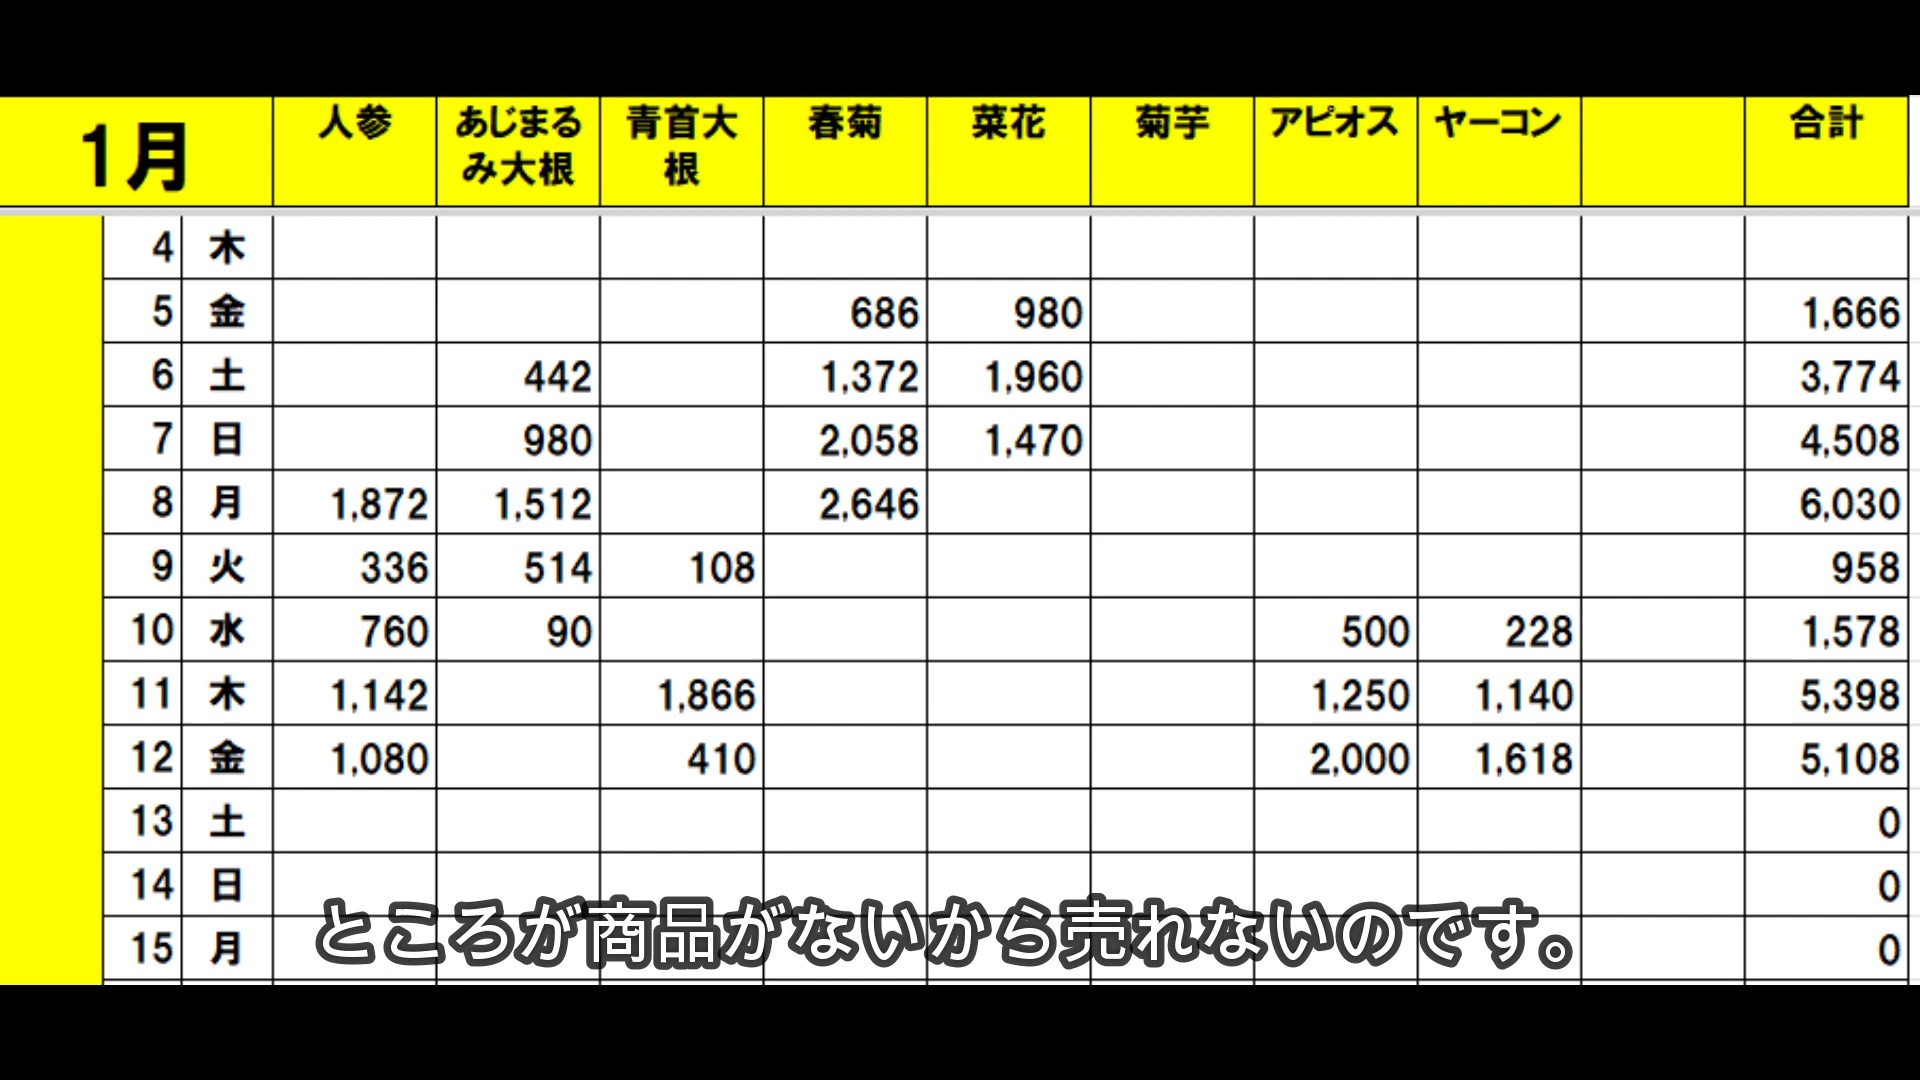 1月 人参 あじまるみ大根 青首大根 春菊 菜花 菊芋 アピオス ヤーコン 合計
4 木
5 金 686 980 1,666
6 土 442 1,372 1,960 3,774
7 日 980 2,058 1,470 4,508
8 月 1,872 1,512 2,646 6,030
9 火 336 514 108 958
10 水 760 90 500 228 1,578
11 木 1,142 1,866 1,250 1,140 5,398
12 金 1,080 410 2,000 1,618 5,108
13 土 0
14 日 0
15 月 0
ところが商品がないから売れないのです。